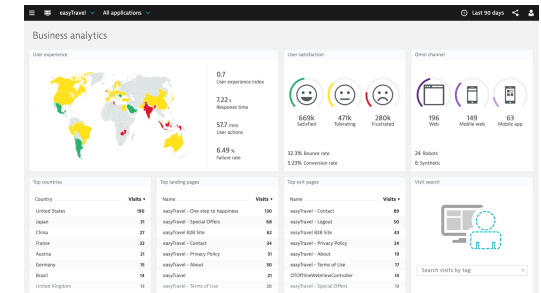 easyTravel
All applications
Last 90 days
Business analytics
User experience
0.7
User experience index
7.22 s
Response time
57.7 /min
User actions
6.49 %
Failure rate
User satisfaction
669k
Satisfied
471k
Tolerating
280k
Frustrated
32.3% Bounce rate
5.23% Conversion rate
Omni channel
196
Web
149
Mobile web
63
Mobile app
24 Robots
6 Synthetic
Top countries
Country Visits ▾
United States 190
Japan 31
China 27
France 22
Austria 21
Germany 15
Brazil 14
United Kingdom 13
Top landing pages
Name Visits ▾
easyTravel - One step to happiness 130
easyTravel - Special Offers 68
easyTravel B2B Site 62
easyTravel - Contact 34
easyTravel - Privacy Policy 31
easyTravel - About 30
easyTravel 21
easyTravel - Terms of Use 20
Top exit pages
Name Visits ▾
easyTravel - Contact 69
easyTravel - Logout 50
easyTravel B2B Site 43
easyTravel - Privacy Policy 24
easyTravel - About 19
easyTravel - Terms of Use 17
DTOfflineWebViewController 14
easyTravel - Special Offers 13
Visit search
Search visits by tag